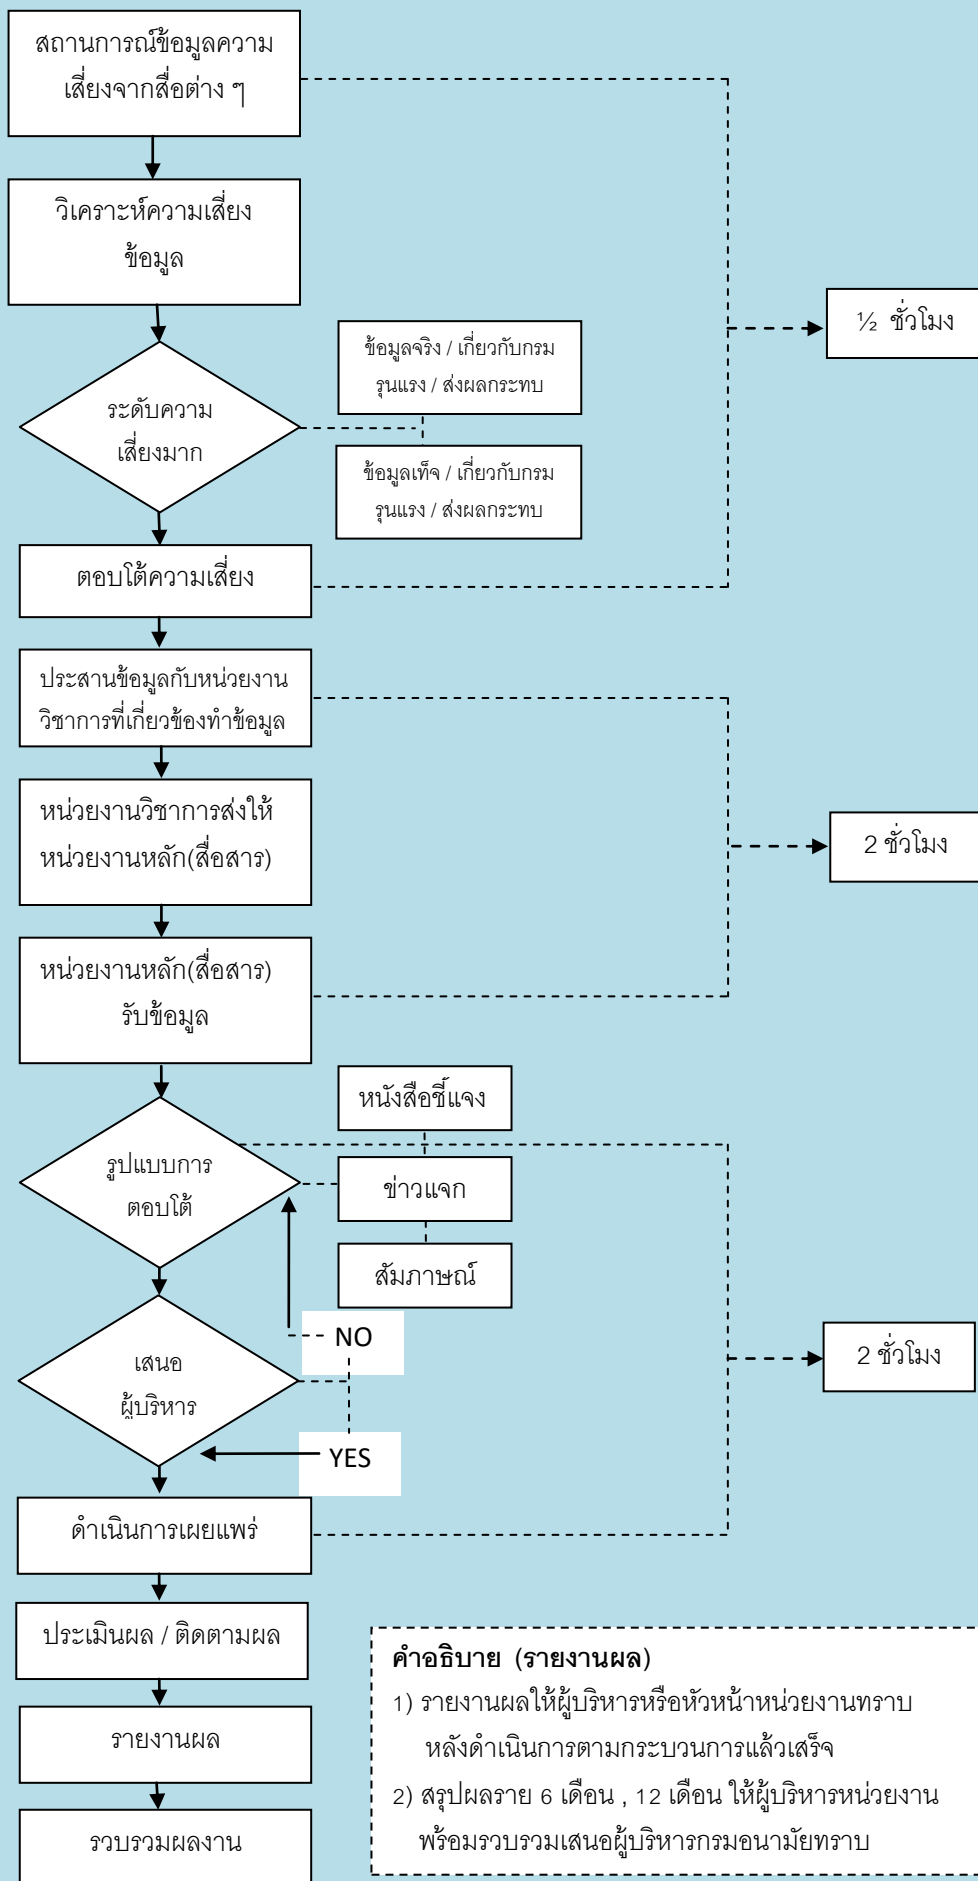 สถานการณ์ข้อมูลความ
เสี่ยงจากสื่อต่าง ๆ
วิเคราะห์ความเสี่ยง
ข้อมูล
½ ชั่วโมง
ข้อมูลจริง / เกี่ยวกับกรม
รุนแรง / ส่งผลกระทบ
ระดับความ
เสี่ยงมาก
ข้อมูลเท็จ / เกี่ยวกับกรม
รุนแรง / ส่งผลกระทบ
ตอบโต้ความเสี่ยง
ประสานข้อมูลกับหน่วยงาน
วิชาการที่เกี่ยวข้องทำข้อมูล
หน่วยงานวิชาการส่งให้
หน่วยงานหลัก(สื่อสาร)
2 ชั่วโมง
หน่วยงานหลัก(สื่อสาร)
รับข้อมูล
หนังสือชี้แจง
รูปแบบการ
ตอบโต้
ข่าวแจก
สัมภาษณ์
NO
เสนอ
ผู้บริหาร
2 ชั่วโมง
YES
ดำเนินการเผยแพร่
ประเมินผล / ติดตามผล
รายงานผล
รวบรวมผลงาน
คำอธิบาย (รายงานผล)
1) รายงานผลให้ผู้บริหารหรือหัวหน้าหน่วยงานทราบ
หลังดำเนินการตามกระบวนการแล้วเสร็จ
2) สรุปผลราย 6 เดือน , 12 เดือน ให้ผู้บริหารหน่วยงาน
พร้อมรวบรวมเสนอผู้บริหารกรมอนามัยทราบ